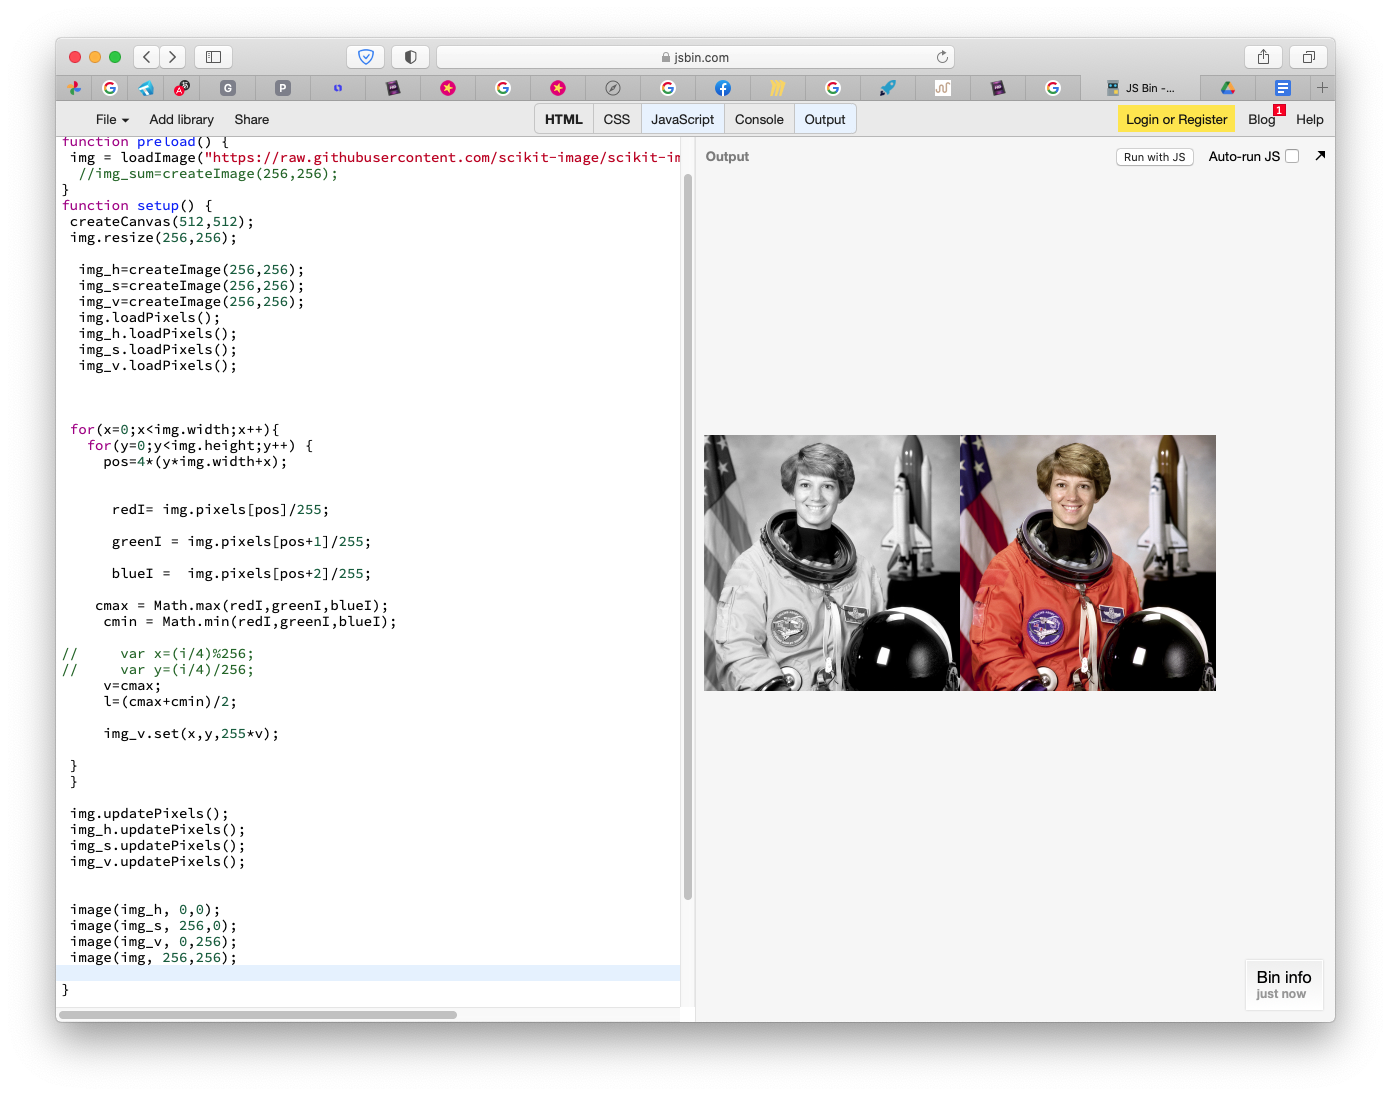 jsbin.com
G
P
JS Bin -...
File
Add library
Share
HTML
CSS
JavaScript
Console
Output
Login or Register
Blog
1
Help
function preload() {
img = loadImage("https://raw.githubusercontent.com/scikit-image/scikit-im
//img_sum=createImage(256,256);
}
function setup() {
createCanvas(512,512);
img.resize(256,256);
img_h=createImage(256,256);
img_s=createImage(256,256);
img_v=createImage(256,256);
img.loadPixels();
img_h.loadPixels();
img_s.loadPixels();
img_v.loadPixels();
for(x=0;x<img.width;x++){
for(y=0;y<img.height;y++) {
pos=4*(y*img.width+x);
redI= img.pixels[pos]/255;
greenI = img.pixels[pos+1]/255;
blueI =  img.pixels[pos+2]/255;
cmax = Math.max(redI,greenI,blueI);
cmin = Math.min(redI,greenI,blueI);
//     var x=(i/4)%256;
//     var y=(i/4)/256;
v=cmax;
l=(cmax+cmin)/2;
img_v.set(x,y,255*v);
}
}
img.updatePixels();
img_h.updatePixels();
img_s.updatePixels();
img_v.updatePixels();
image(img_h, 0,0);
image(img_s, 256,0);
image(img_v, 0,256);
image(img, 256,256);
}
Output
Run with JS
Auto-run JS
Bin info
just now